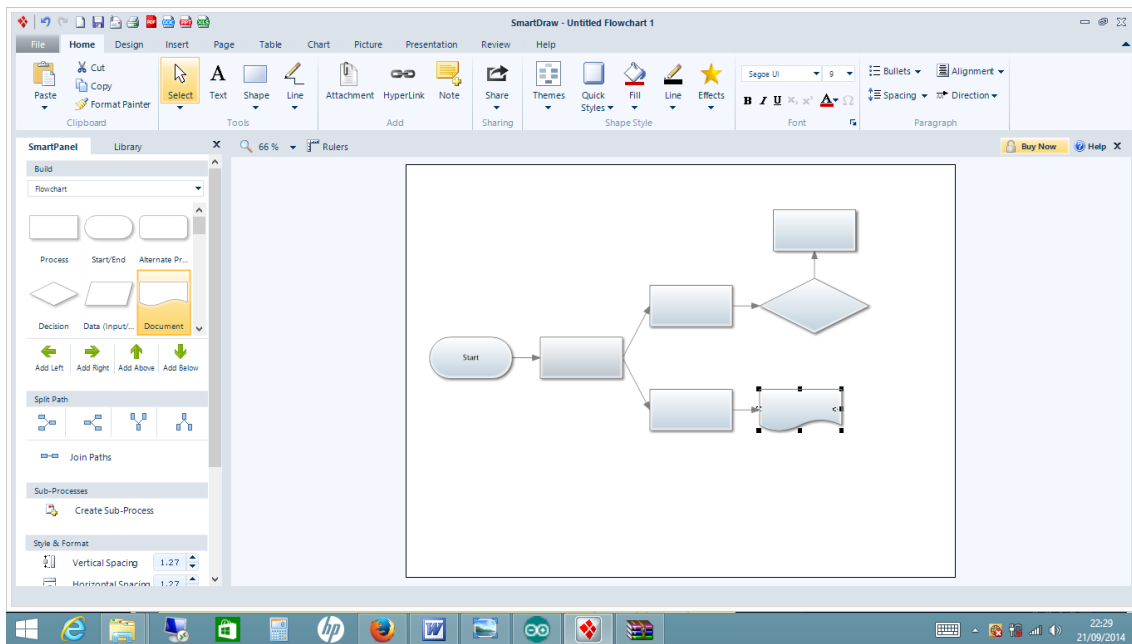 SmartDraw - Untitled Flowchart 1
File Home Design Insert Page Table Chart Picture Presentation Review Help
Paste
Cut
Copy
Format Painter
Clipboard
Select
Text
Shape
Line
Tools
Attachment
HyperLink
Note
Add
Share
Sharing
Themes
Quick
Styles
Fill
Line
Effects
Shape Style
Segoe UI 9
B I U x₂ x² A Ω
Font
Bullets
Alignment
Spacing
Direction
Paragraph
SmartPanel Library X
66 % Rulers
Buy Now Help X
Build
Flowchart
Process Start/End Alternate Pr...
Decision Data (Input/... Document
Add Left Add Right Add Above Add Below
Split Path
Join Paths
Sub-Processes
Create Sub-Process
Style & Format
Vertical Spacing 1.27
Horizontal Spacing 1.27
Start
22:29
21/09/2014